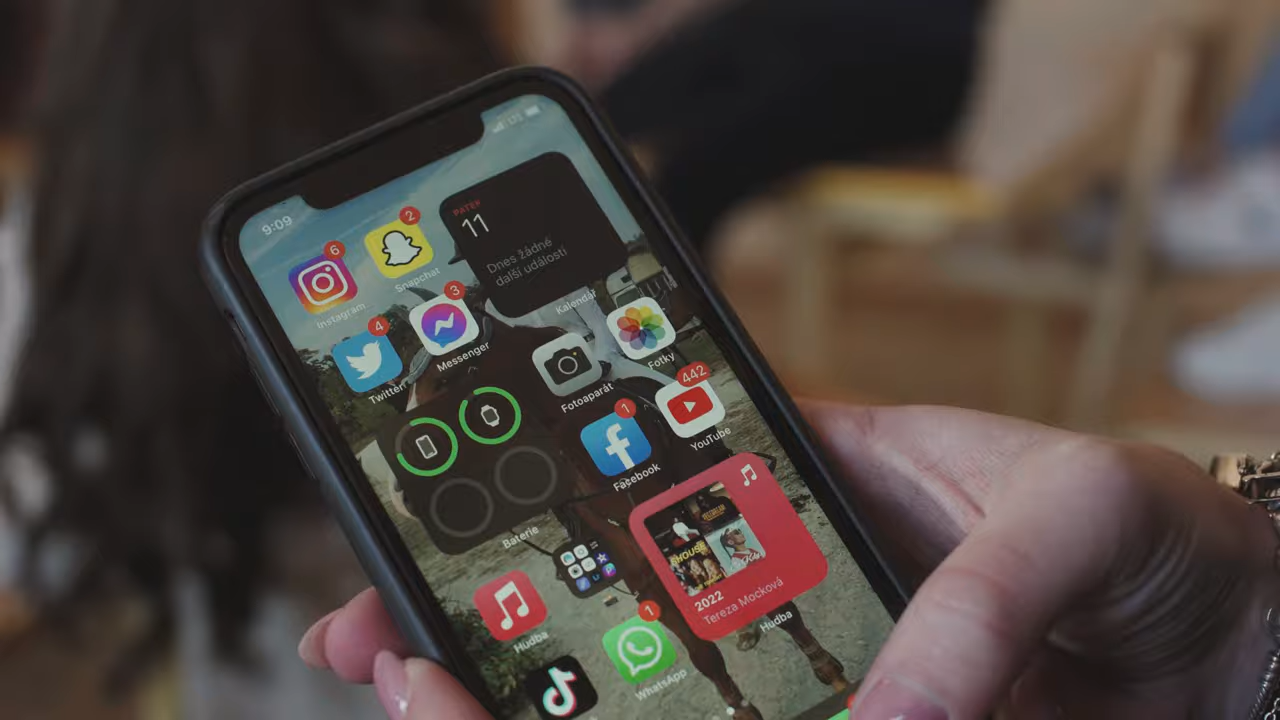 9:09
LTE
PÁTEK
11
Dnes žádné
další události
Kalendář
6
Instagram
2
Snapchat
4
Twitter
3
Messenger
Fotoaparát
Fotky
Baterie
1
Facebook
442
YouTube
Hudba
1
WhatsApp
2022
Tereza Mocková
Hudba